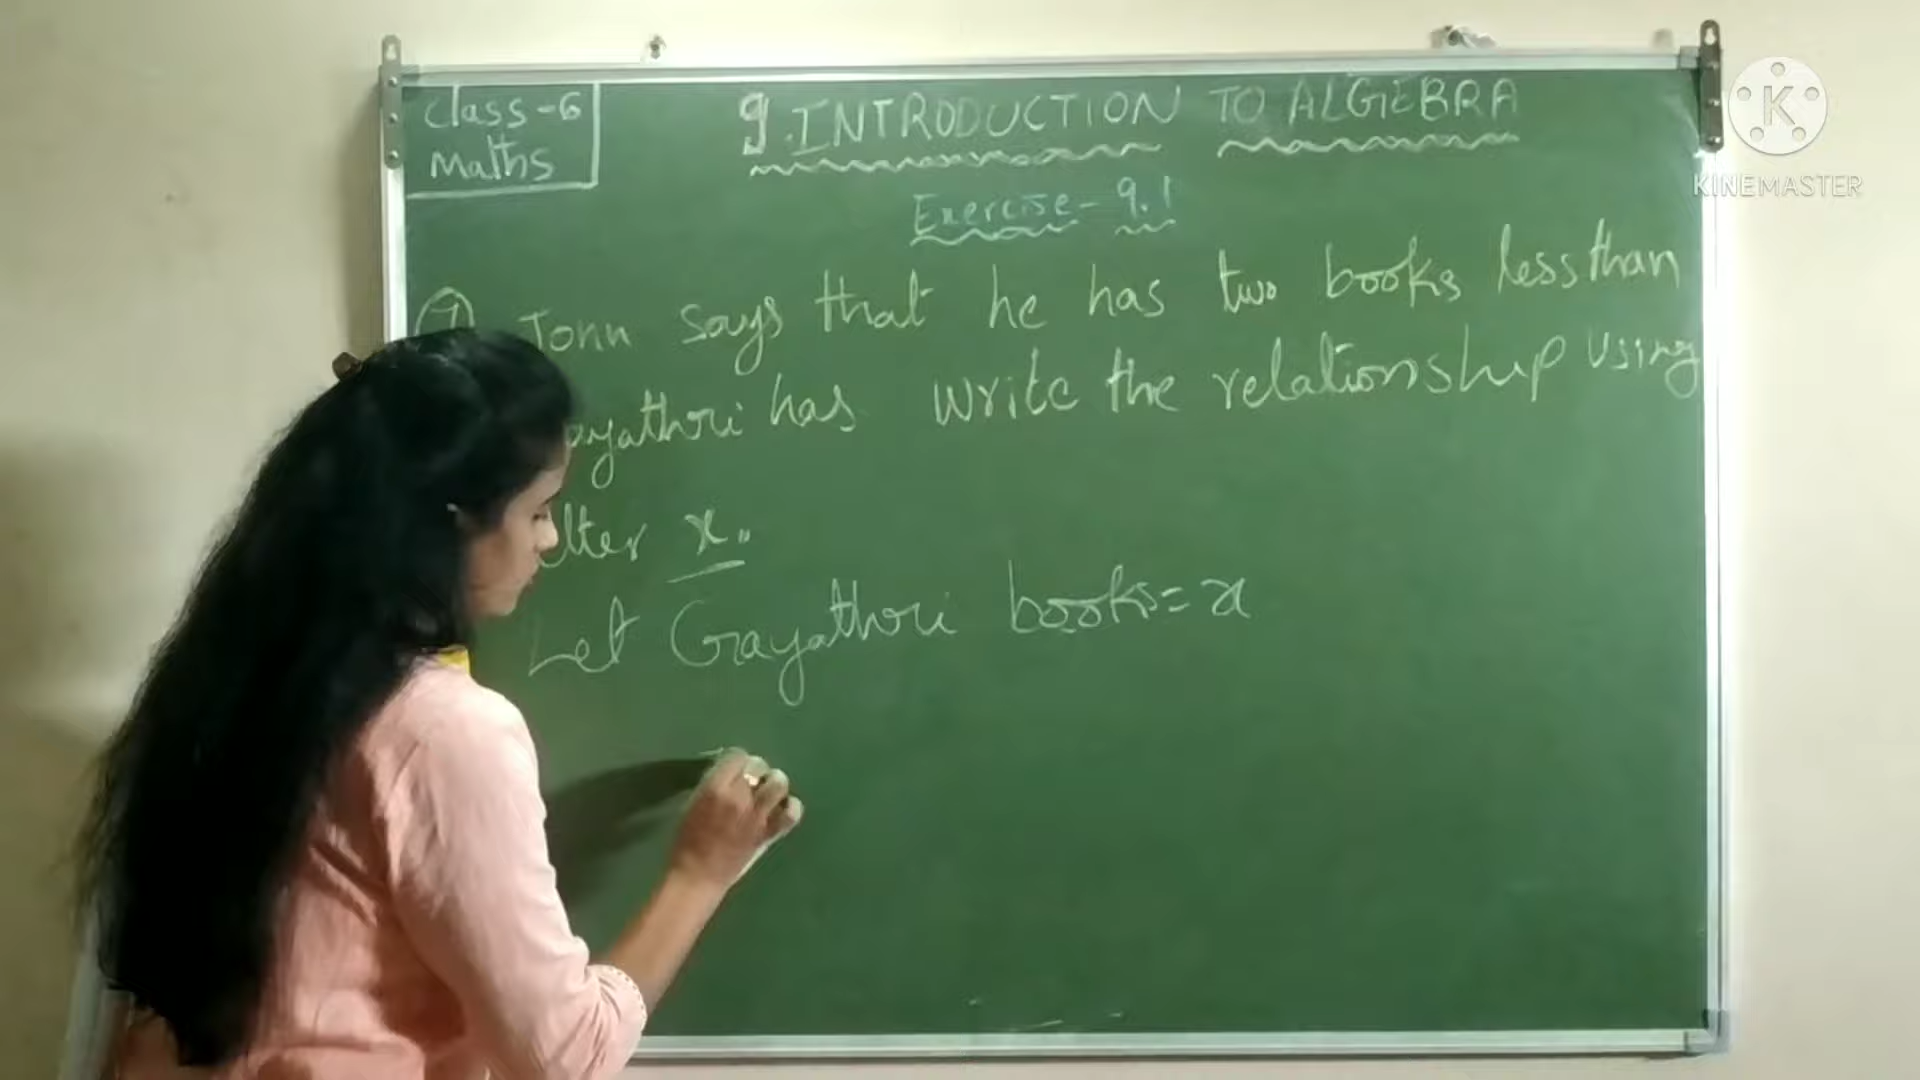 Class-6
Maths
9.INTRODUCTION TO ALGEBRA
Exercise-9.1
John says that he has two books less than
has write the relationship using
x.
Let Gayathri books=x
KINEMASTER